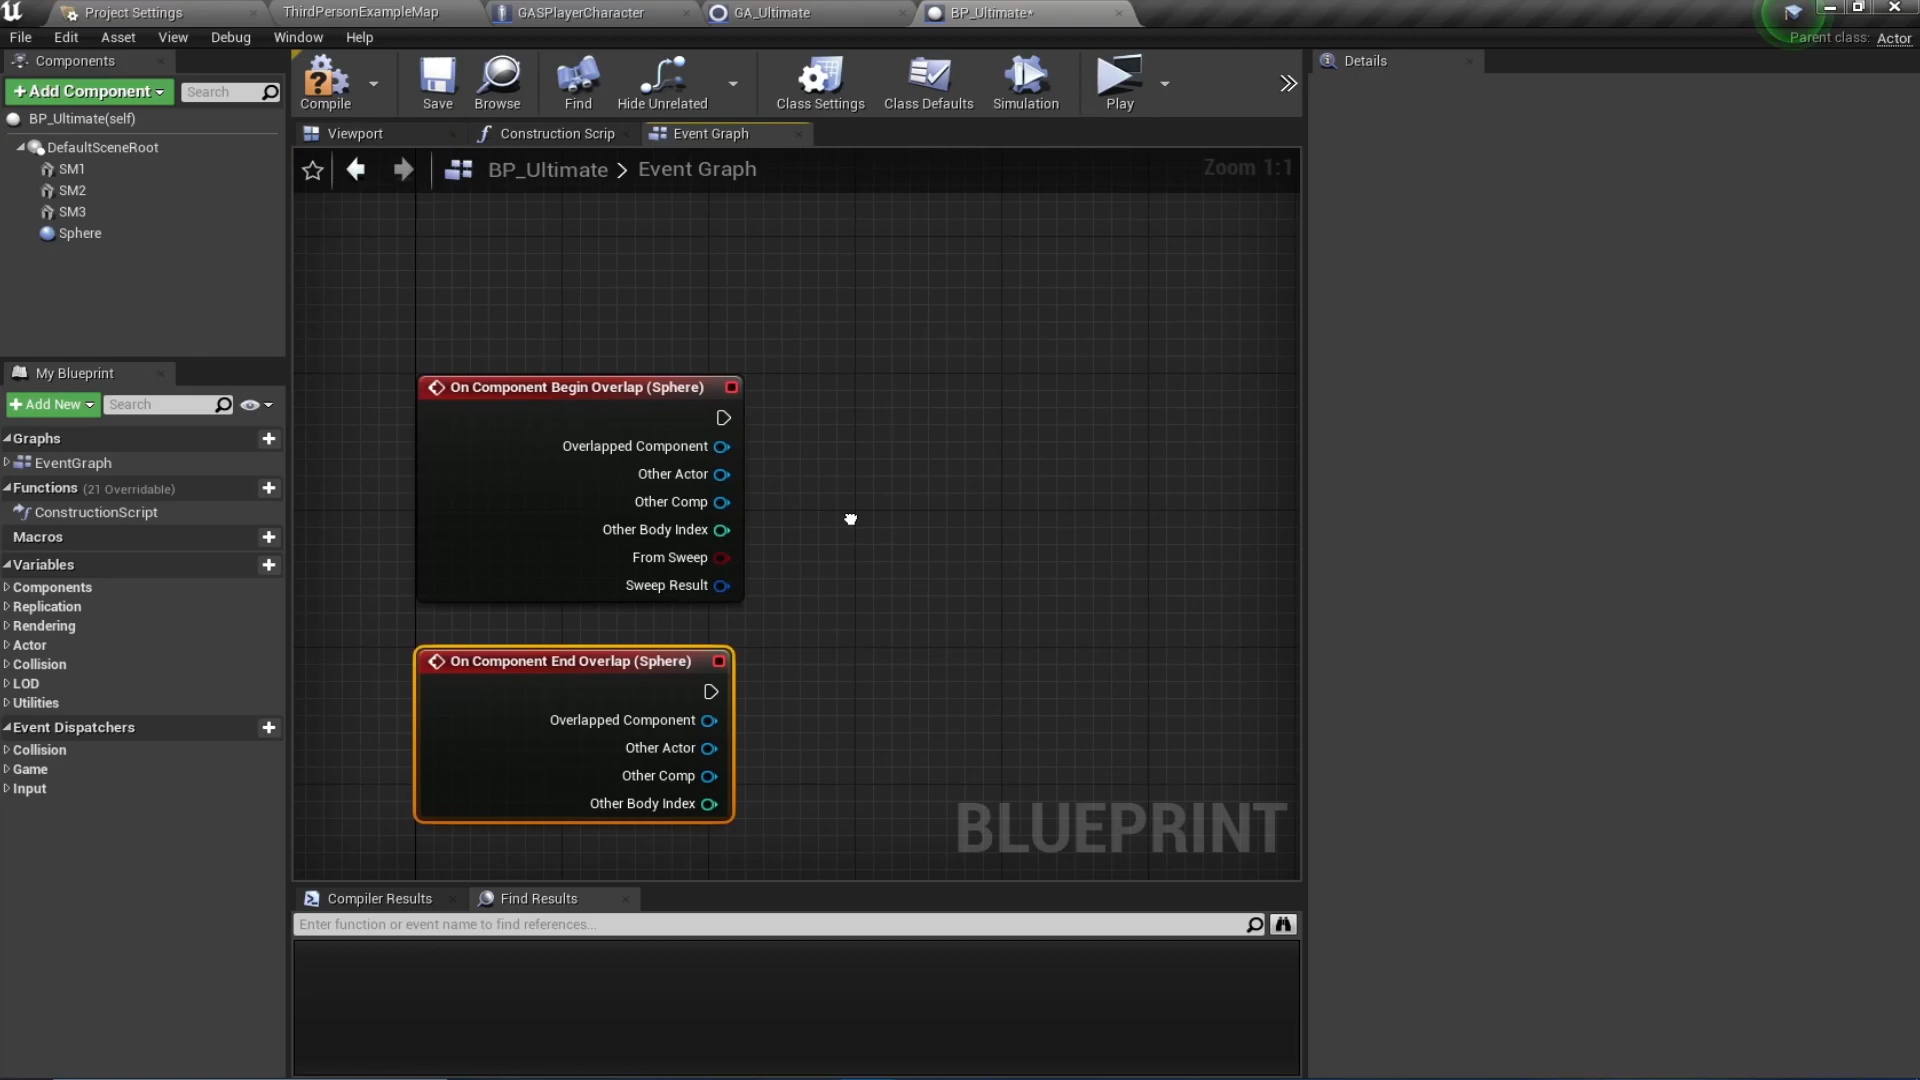 Project Settings
ThirdPersonExampleMap
GASPlayerCharacter
GA_Ultimate
BP_Ultimate*
File
Edit
Asset
View
Debug
Window
Help
Parent class: Actor
Components
+ Add Component
Search
BP_Ultimate(self)
DefaultSceneRoot
SM1
SM2
SM3
Sphere
Compile
Save
Browse
Find
Hide Unrelated
Class Settings
Class Defaults
Simulation
Play
Details
Viewport
Construction Scrip
Event Graph
BP_Ultimate > Event Graph
Zoom 1:1
My Blueprint
+ Add New
Search
Graphs
EventGraph
Functions (21 Overridable)
ConstructionScript
Macros
Variables
Components
Replication
Rendering
Actor
Collision
LOD
Utilities
Event Dispatchers
Collision
Game
Input
On Component Begin Overlap (Sphere)
Overlapped Component
Other Actor
Other Comp
Other Body Index
From Sweep
Sweep Result
On Component End Overlap (Sphere)
Overlapped Component
Other Actor
Other Comp
Other Body Index
BLUEPRINT
Compiler Results
Find Results
Enter function or event name to find references...